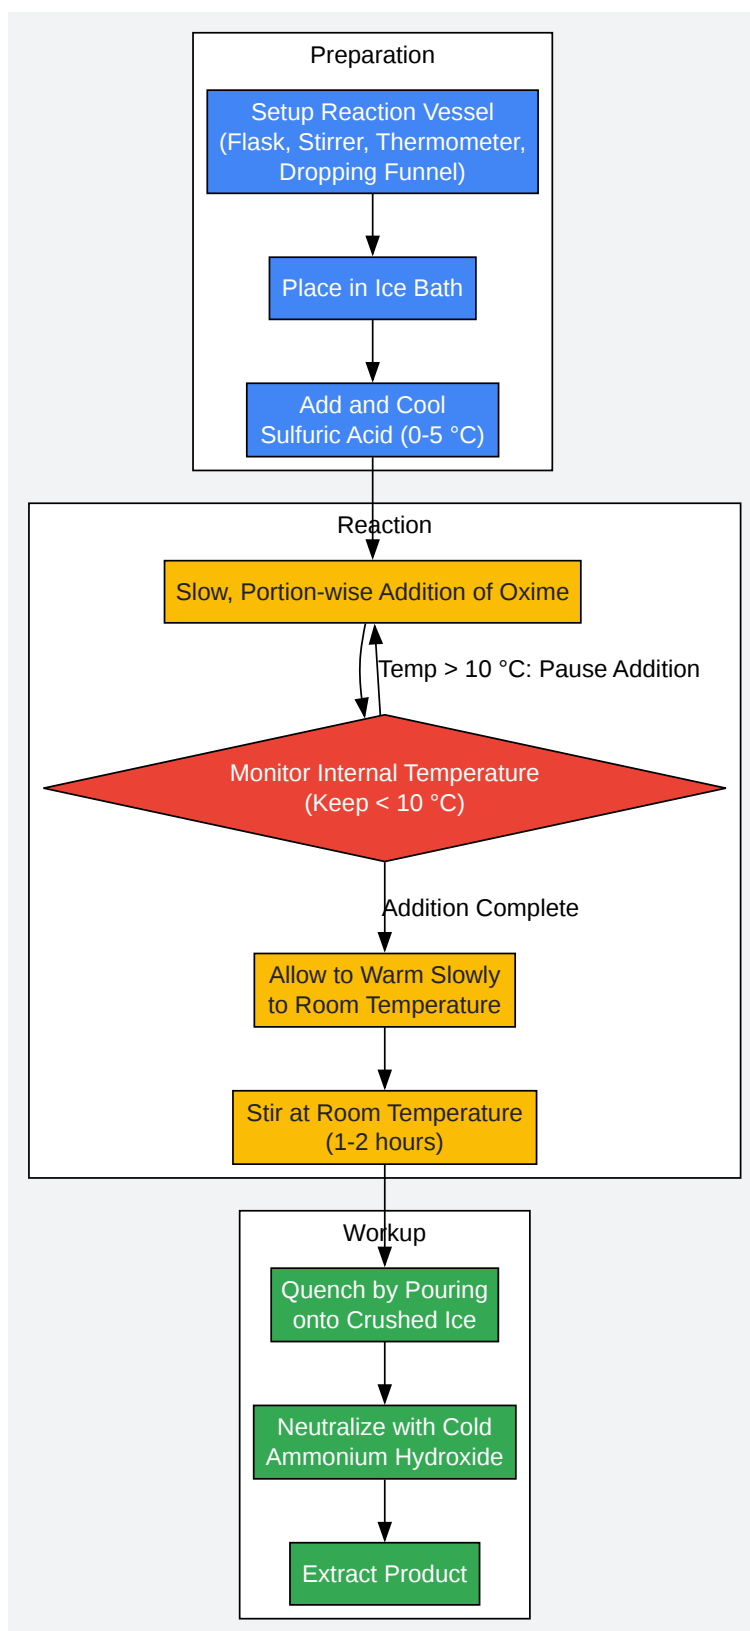 Preparation
Setup Reaction Vessel
(Flask, Stirrer, Thermometer,
Dropping Funnel)
Place in Ice Bath
Add and Cool
Sulfuric Acid (0-5 °C)
Reaction
Slow, Portion-wise Addition of Oxime
Temp > 10 °C: Pause Addition
Monitor Internal Temperature
(Keep < 10 °C)
Addition Complete
Allow to Warm Slowly
to Room Temperature
Stir at Room Temperature
(1-2 hours)
Workup
Quench by Pouring
onto Crushed Ice
Neutralize with Cold
Ammonium Hydroxide
Extract Product